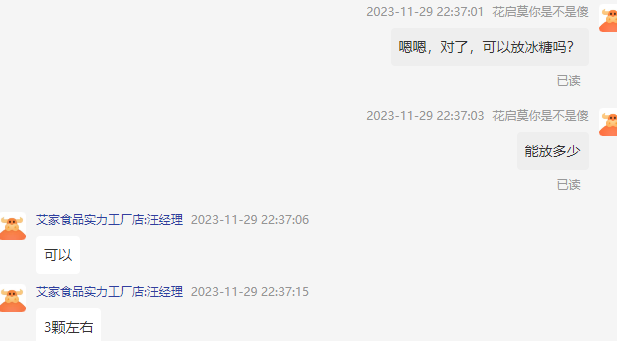 2023-11-29 22:37:01 花启莫你是不是傻
嗯嗯，对了，可以放冰糖吗？
已读
2023-11-29 22:37:03 花启莫你是不是傻
能放多少
已读
艾家食品实力工厂店:汪经理 2023-11-29 22:37:06
可以
艾家食品实力工厂店:汪经理 2023-11-29 22:37:15
3颗左右